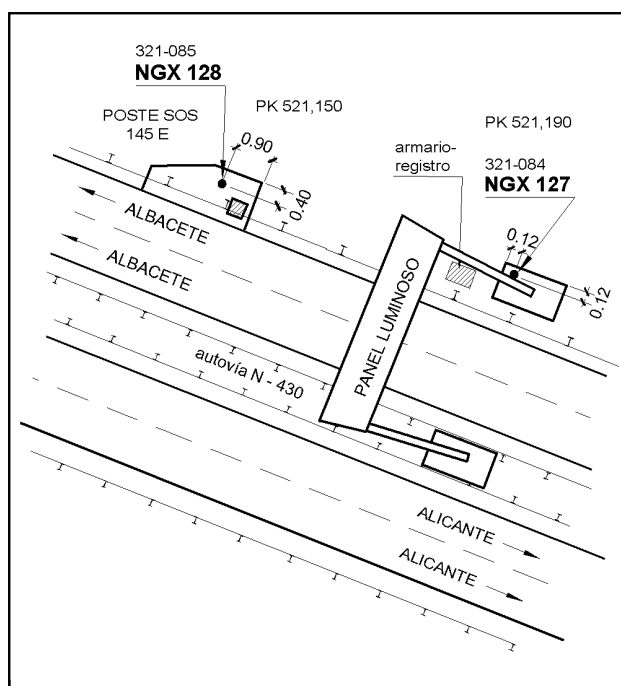 321-085
NGX 128
POSTE SOS
145 E
PK 521,150
0.90
0.40
PK 521,190
armario-
registro
321-084
NGX 127
0.12
0.12
ALBACETE
ALBACETE
PANEL LUMINOSO
autovía N - 430
ALICANTE
ALICANTE